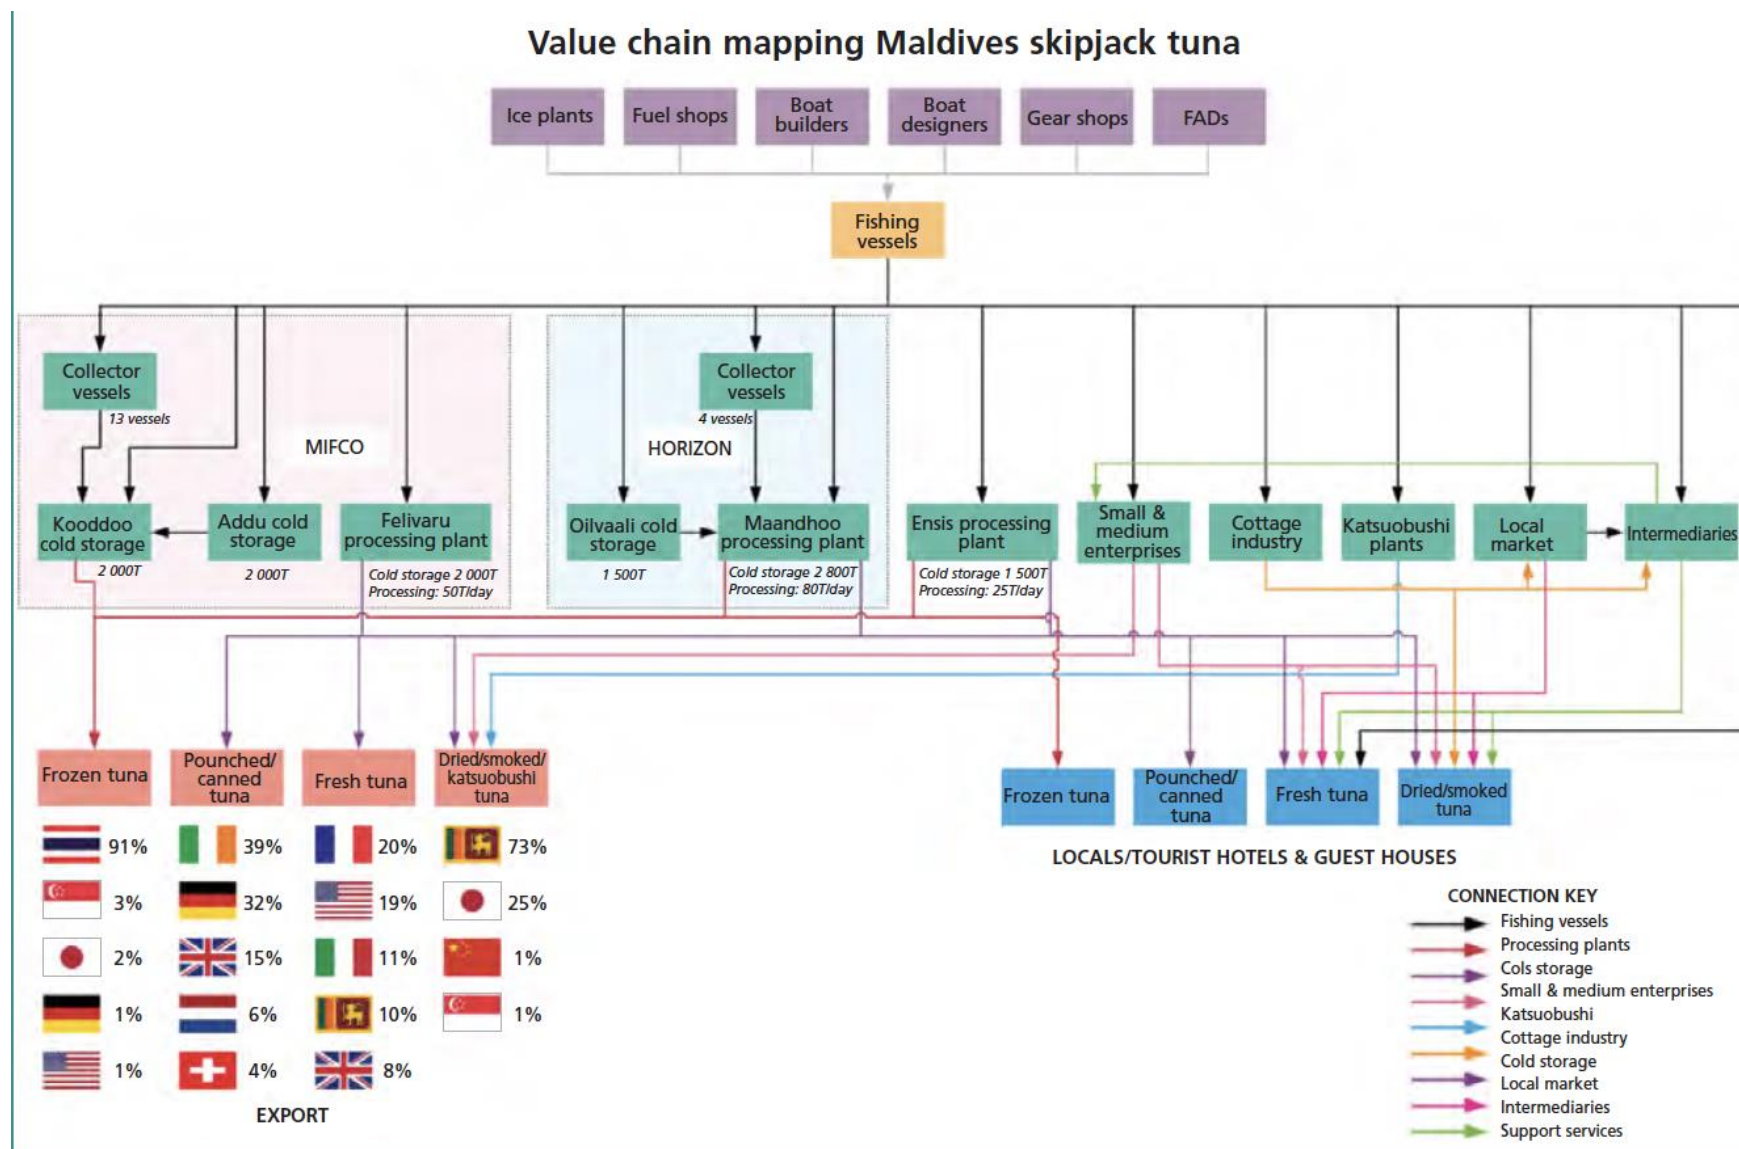 Value chain mapping Maldives skipjack tuna
Ice plants
Fuel shops
Boat
builders
Boat
designers
Gear shops
FADs
Fishing
vessels
Collector
vessels
13 vessels
MIFCO
Collector
vessels
4 vessels
HORIZON
Kooddoo
cold storage
2 000T
Addu cold
storage
2 000T
Felivaru
processing plant
Cold storage 2 000T
Processing: 50T/day
Oilvaali cold
storage
1 500T
Maandhoo
processing plant
Cold storage 2 800T
Processing: 80T/day
Ensis processing
plant
Cold storage 1 500T
Processing: 25T/day
Small &
medium
enterprises
Cottage
industry
Katsuobushi
plants
Local
market
Intermediaries
Frozen tuna
Pounched/
canned
tuna
Fresh tuna
Dried/smoked/
katsuobushi
tuna
91%
39%
20%
73%
3%
32%
19%
25%
2%
15%
11%
1%
1%
6%
10%
1%
1%
4%
8%
EXPORT
Frozen tuna
Pounched/
canned
tuna
Fresh tuna
Dried/smoked
tuna
LOCALS/TOURIST HOTELS & GUEST HOUSES
CONNECTION KEY
Fishing vessels
Processing plants
Cols storage
Small & medium enterprises
Katsuobushi
Cottage industry
Cold storage
Local market
Intermediaries
Support services